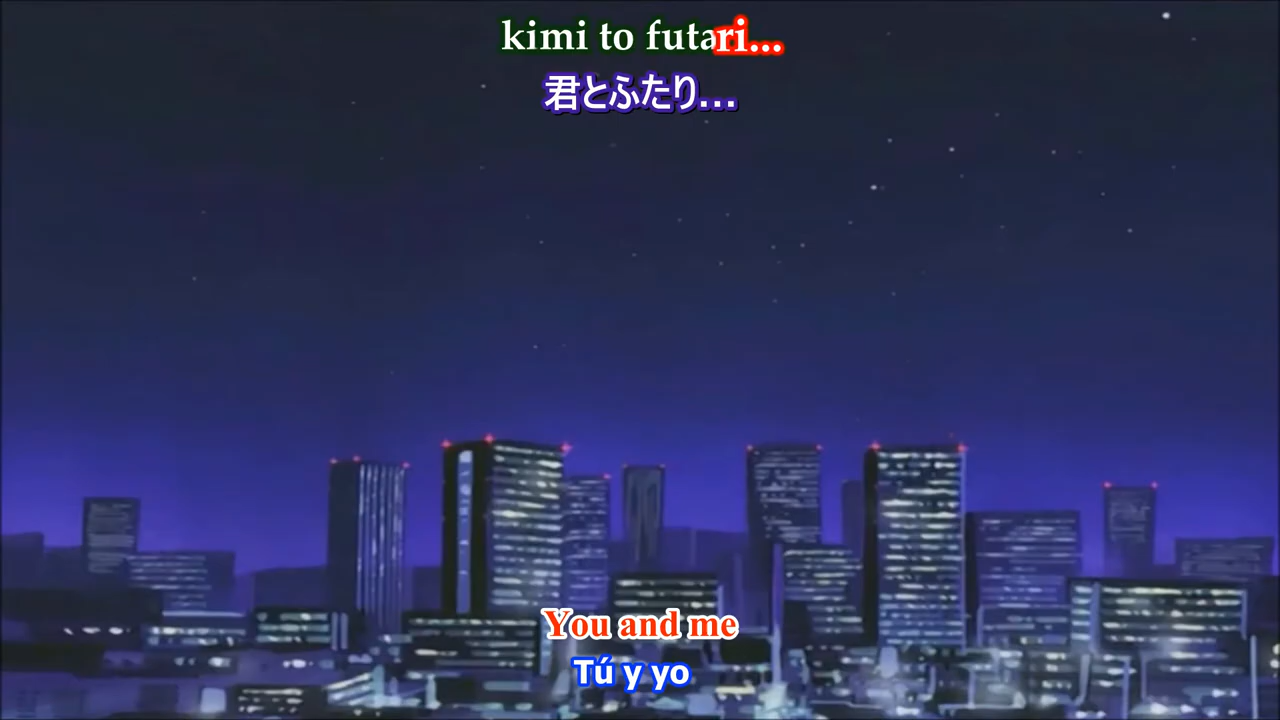 kimi to futari...
君とふたり...
You and me
Tú y yo